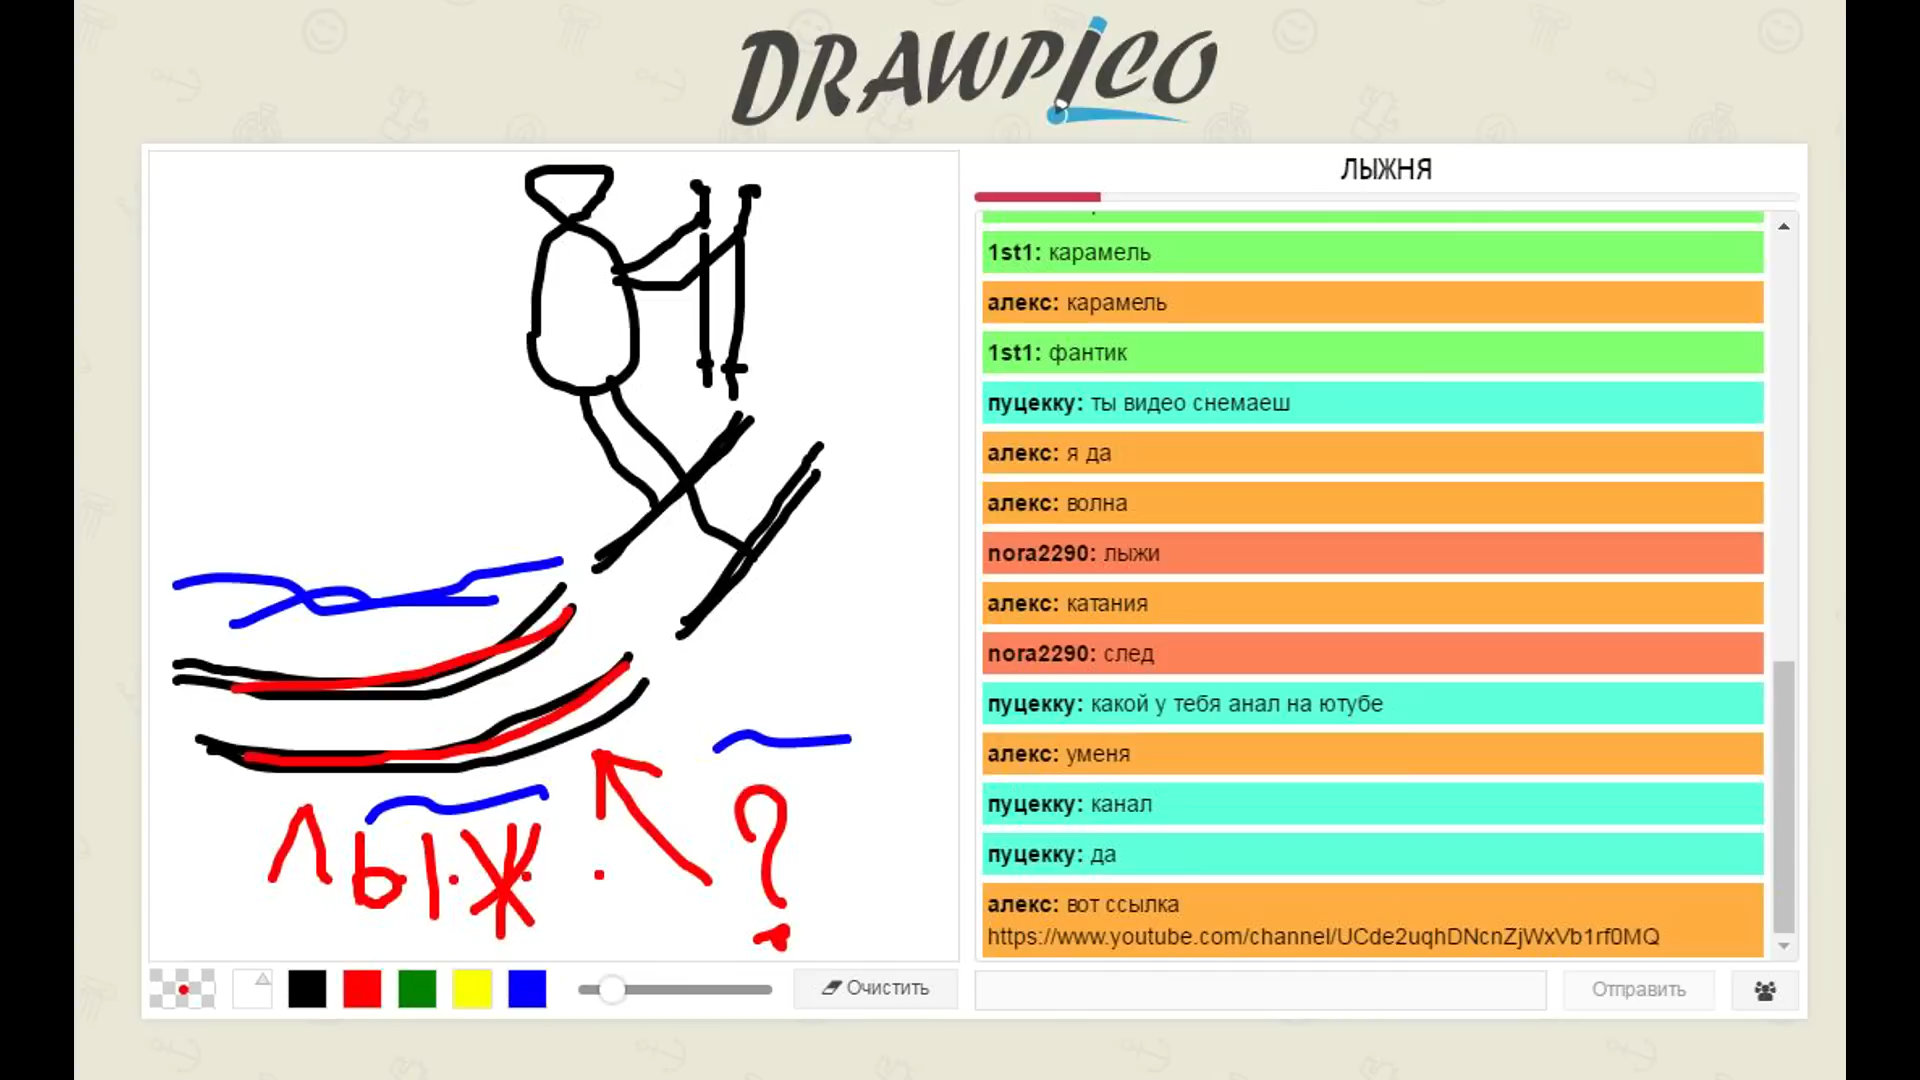 DRAWPICO
ЛЫЖНЯ
1st1: карамель
алекс: карамель
1st1: фантик
пуцекку: ты видео снемаеш
алекс: я да
алекс: волна
nora2290: лыжи
алекс: катания
nora2290: след
пуцекку: какой у тебя анал на ютубе
алекс: уменя
пуцекку: канал
пуцекку: да
алекс: вот ссылка
https://www.youtube.com/channel/UCde2uqhDNcnZjWxVb1rf0MQ
ЛЫЖ ?
Очистить
Отправить